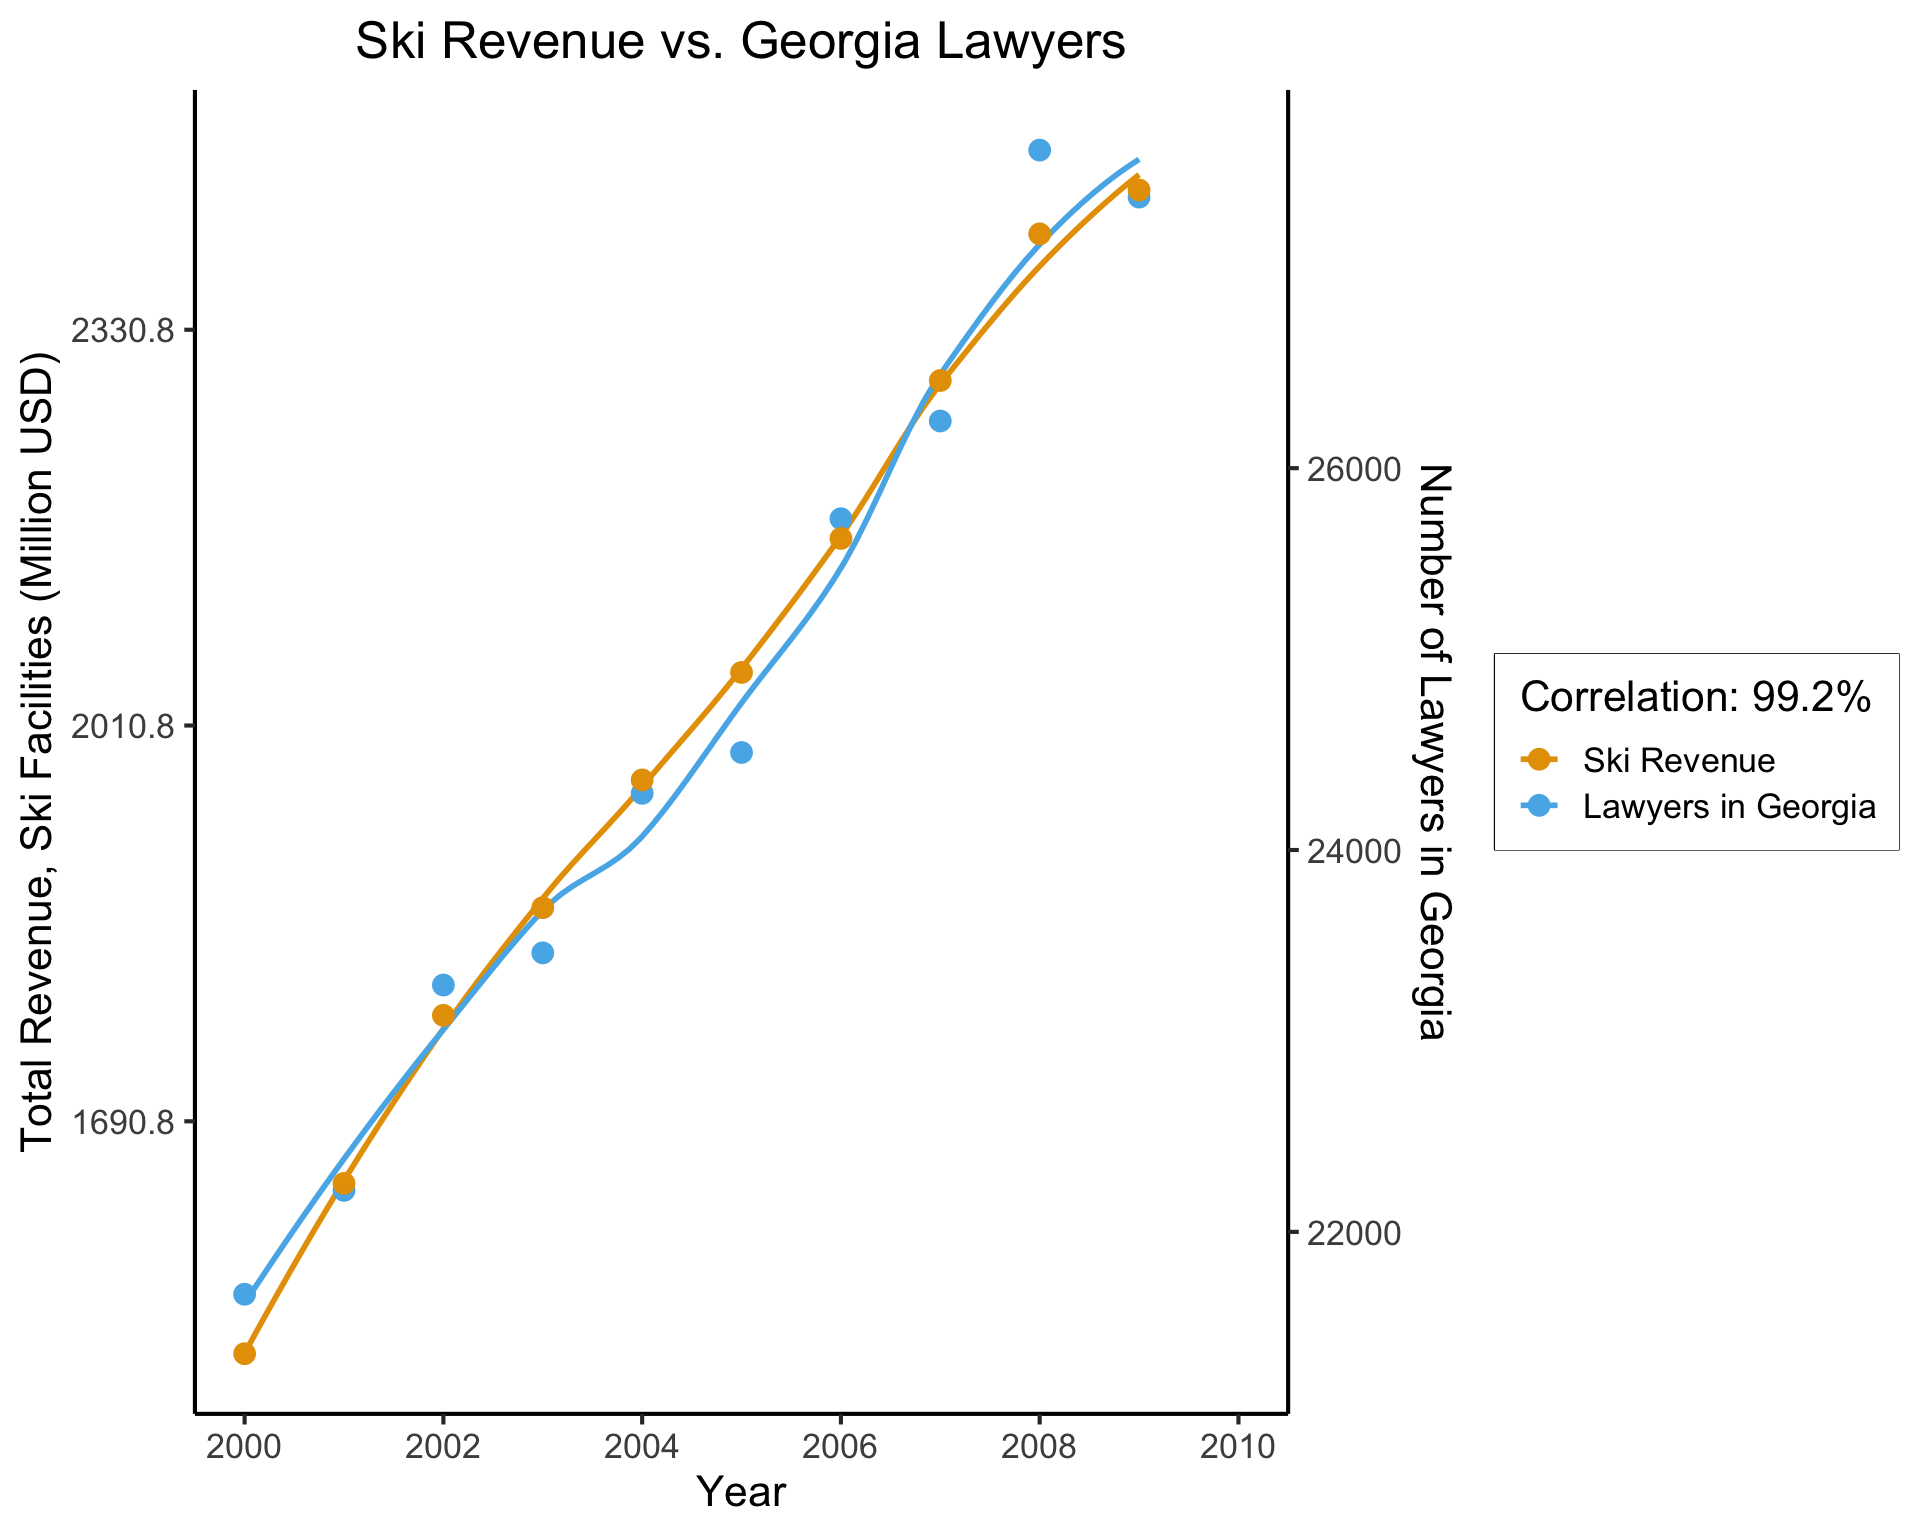 Ski Revenue vs. Georgia Lawyers
Total Revenue, Ski Facilities (Million USD)
2330.8
2010.8
1690.8
2000
2002
2004
2006
2008
2010
Year
26000
24000
22000
Number of Lawyers in Georgia
Correlation: 99.2%
Ski Revenue
Lawyers in Georgia